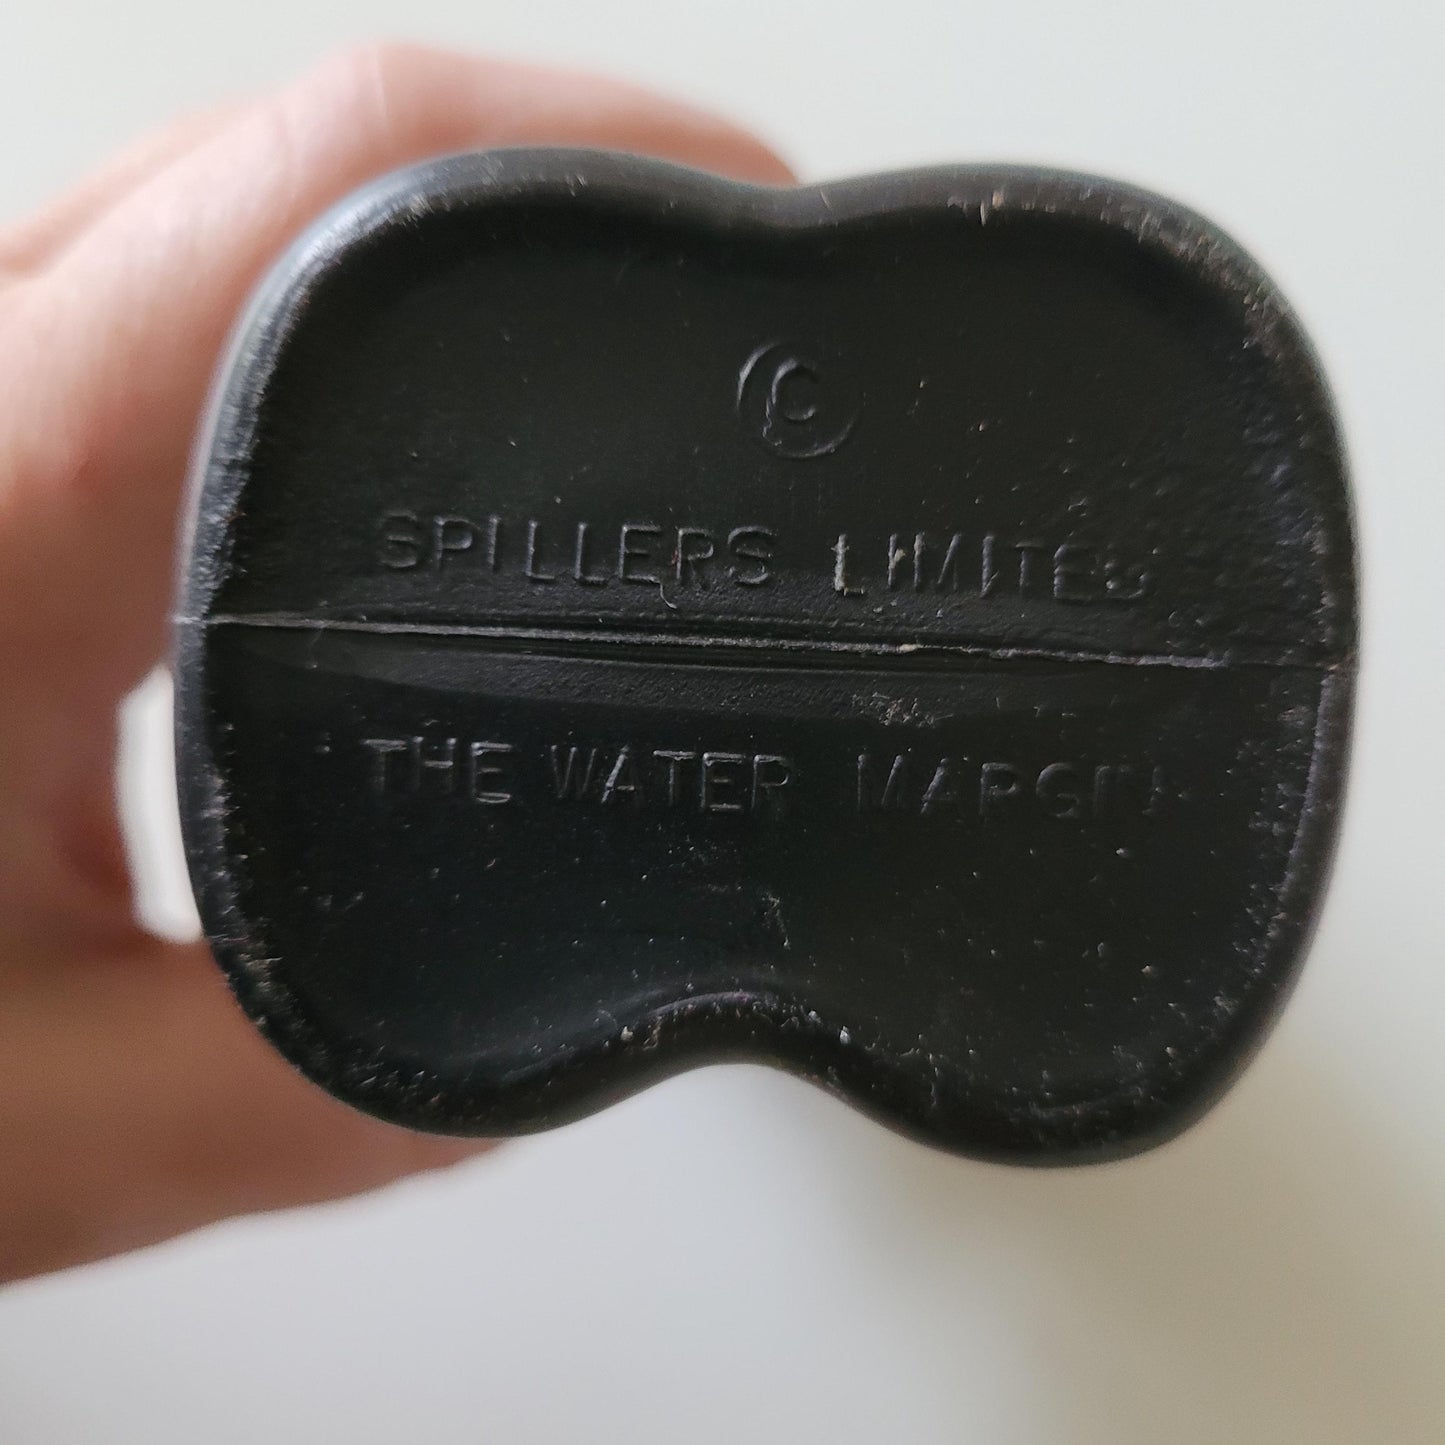 ©
SPILLERS LIMITED
THE WATER MARGIN